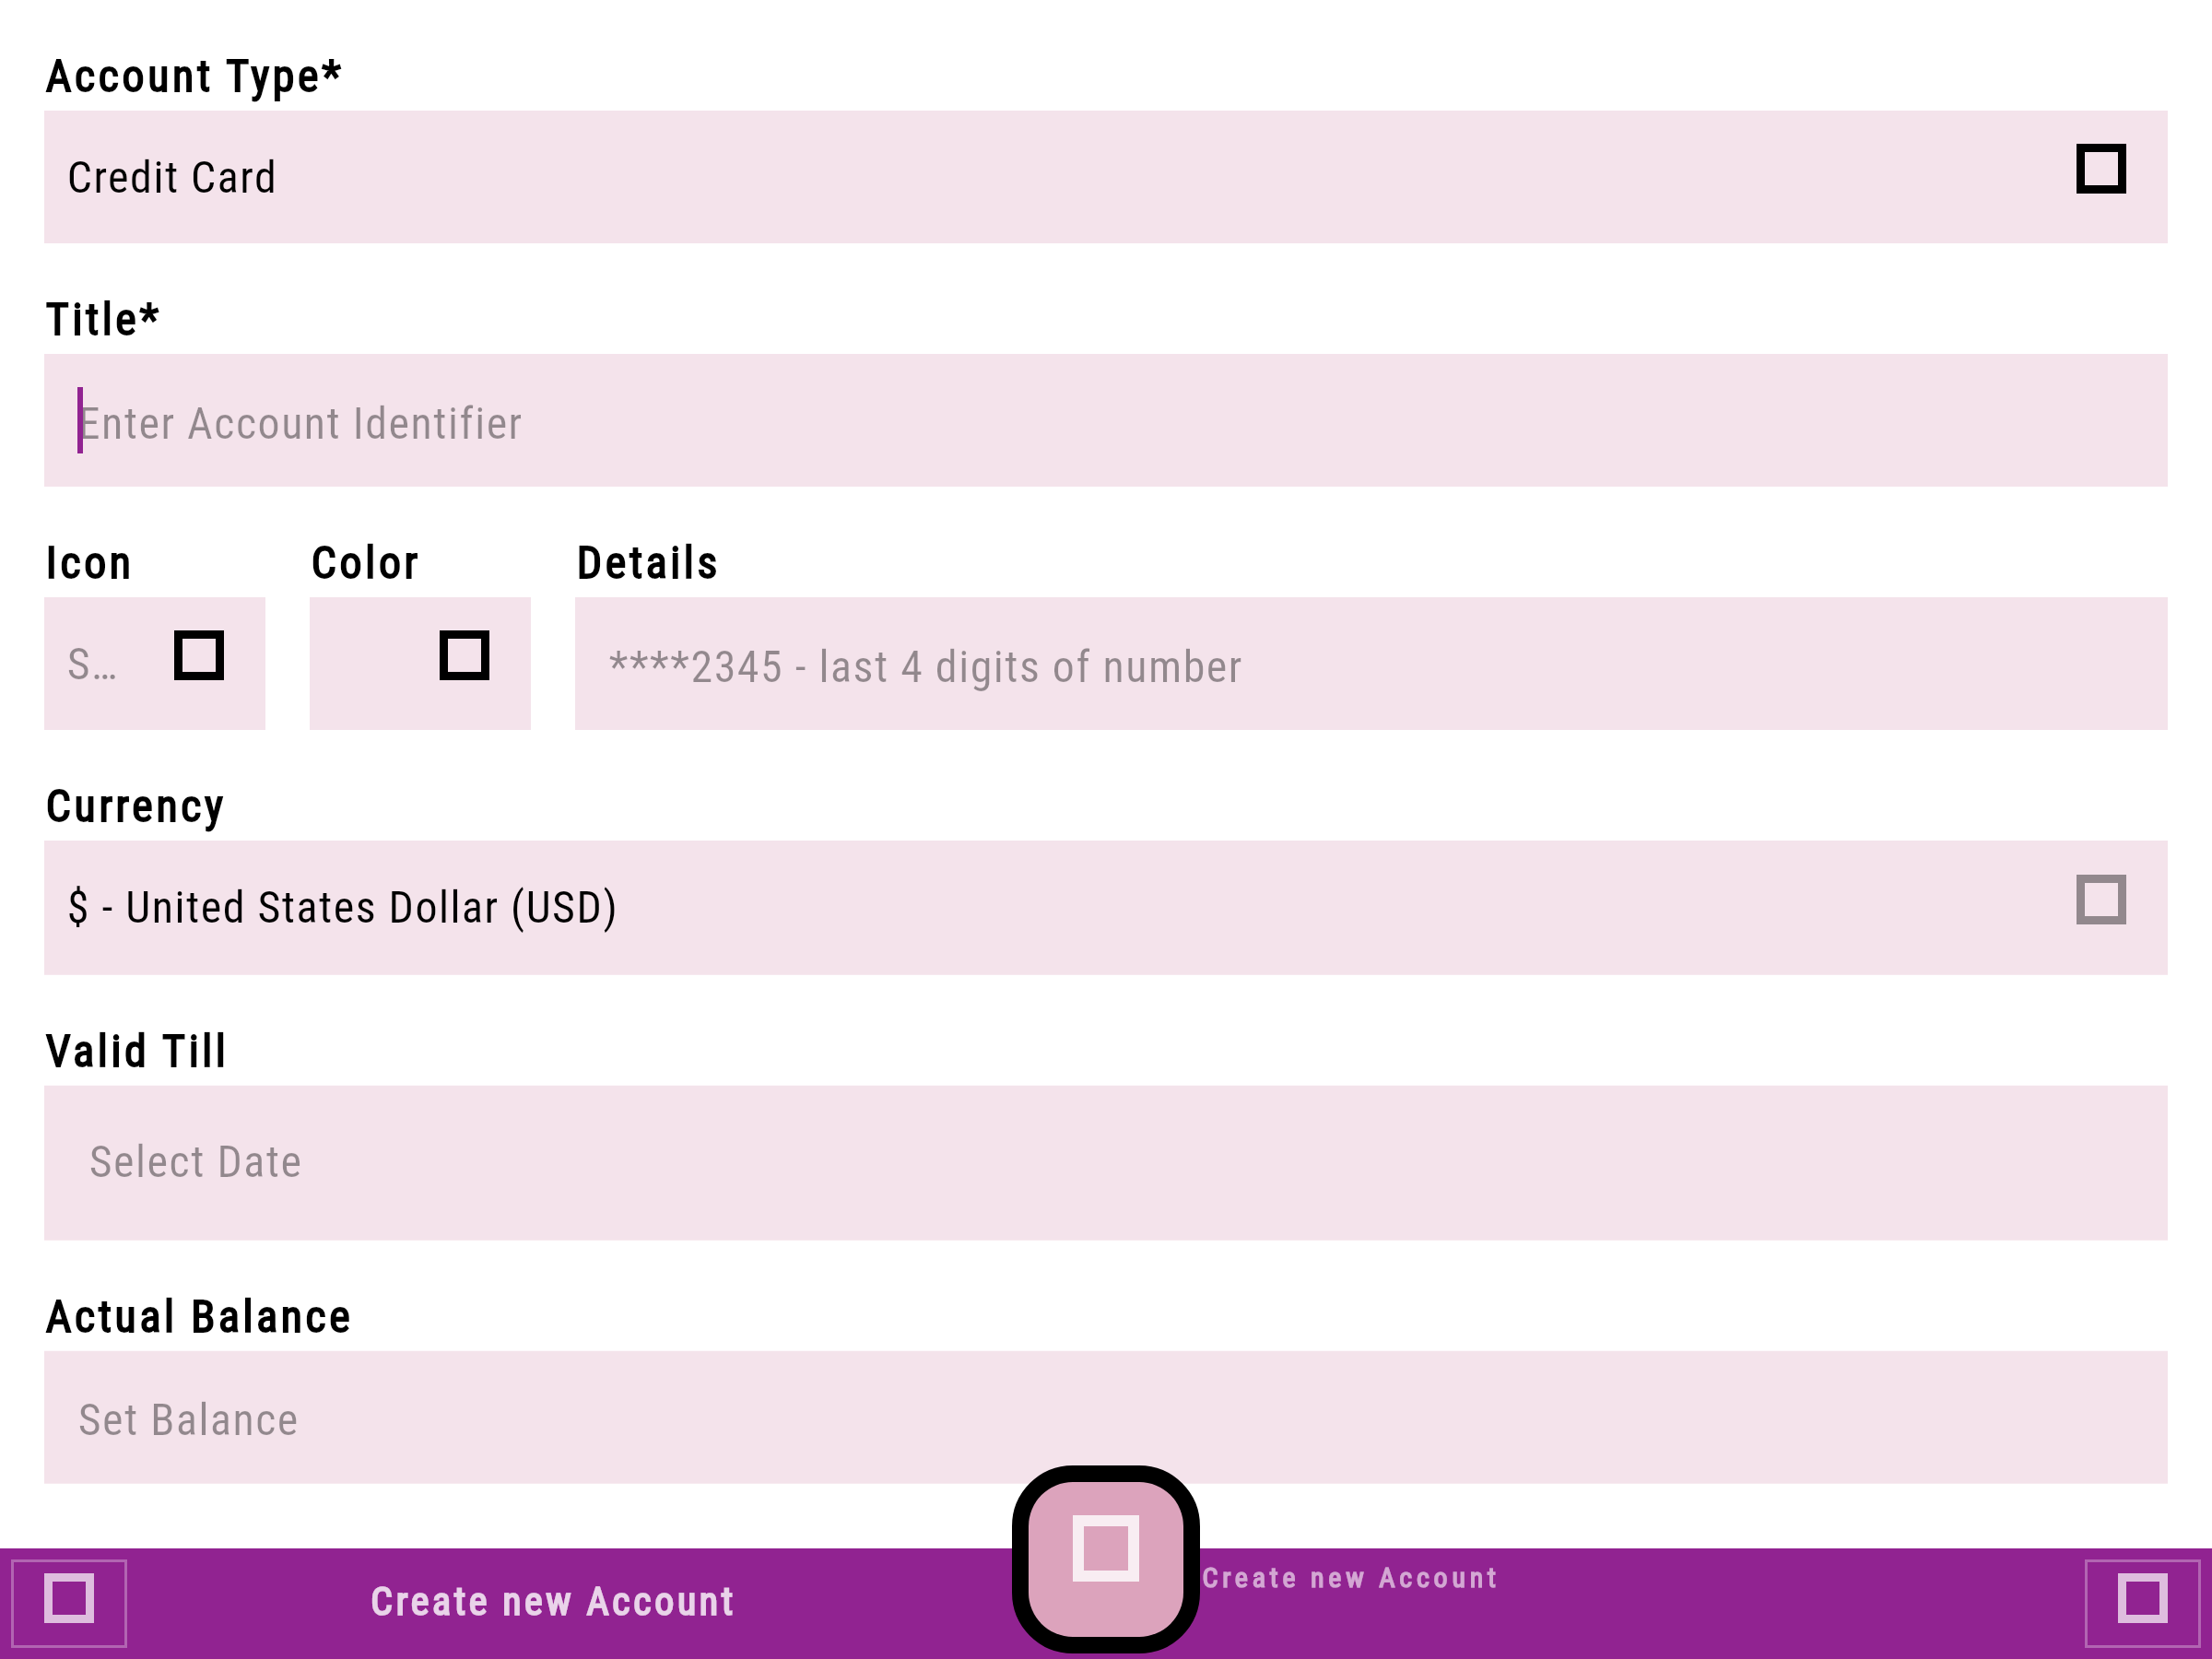 Account Type*
Credit Card
Title*
Enter Account Identifier
Icon
Color
Details
S...
****2345 - last 4 digits of number
Currency
$ - United States Dollar (USD)
Valid Till
Select Date
Actual Balance
Set Balance
Create new Account
Create new Account